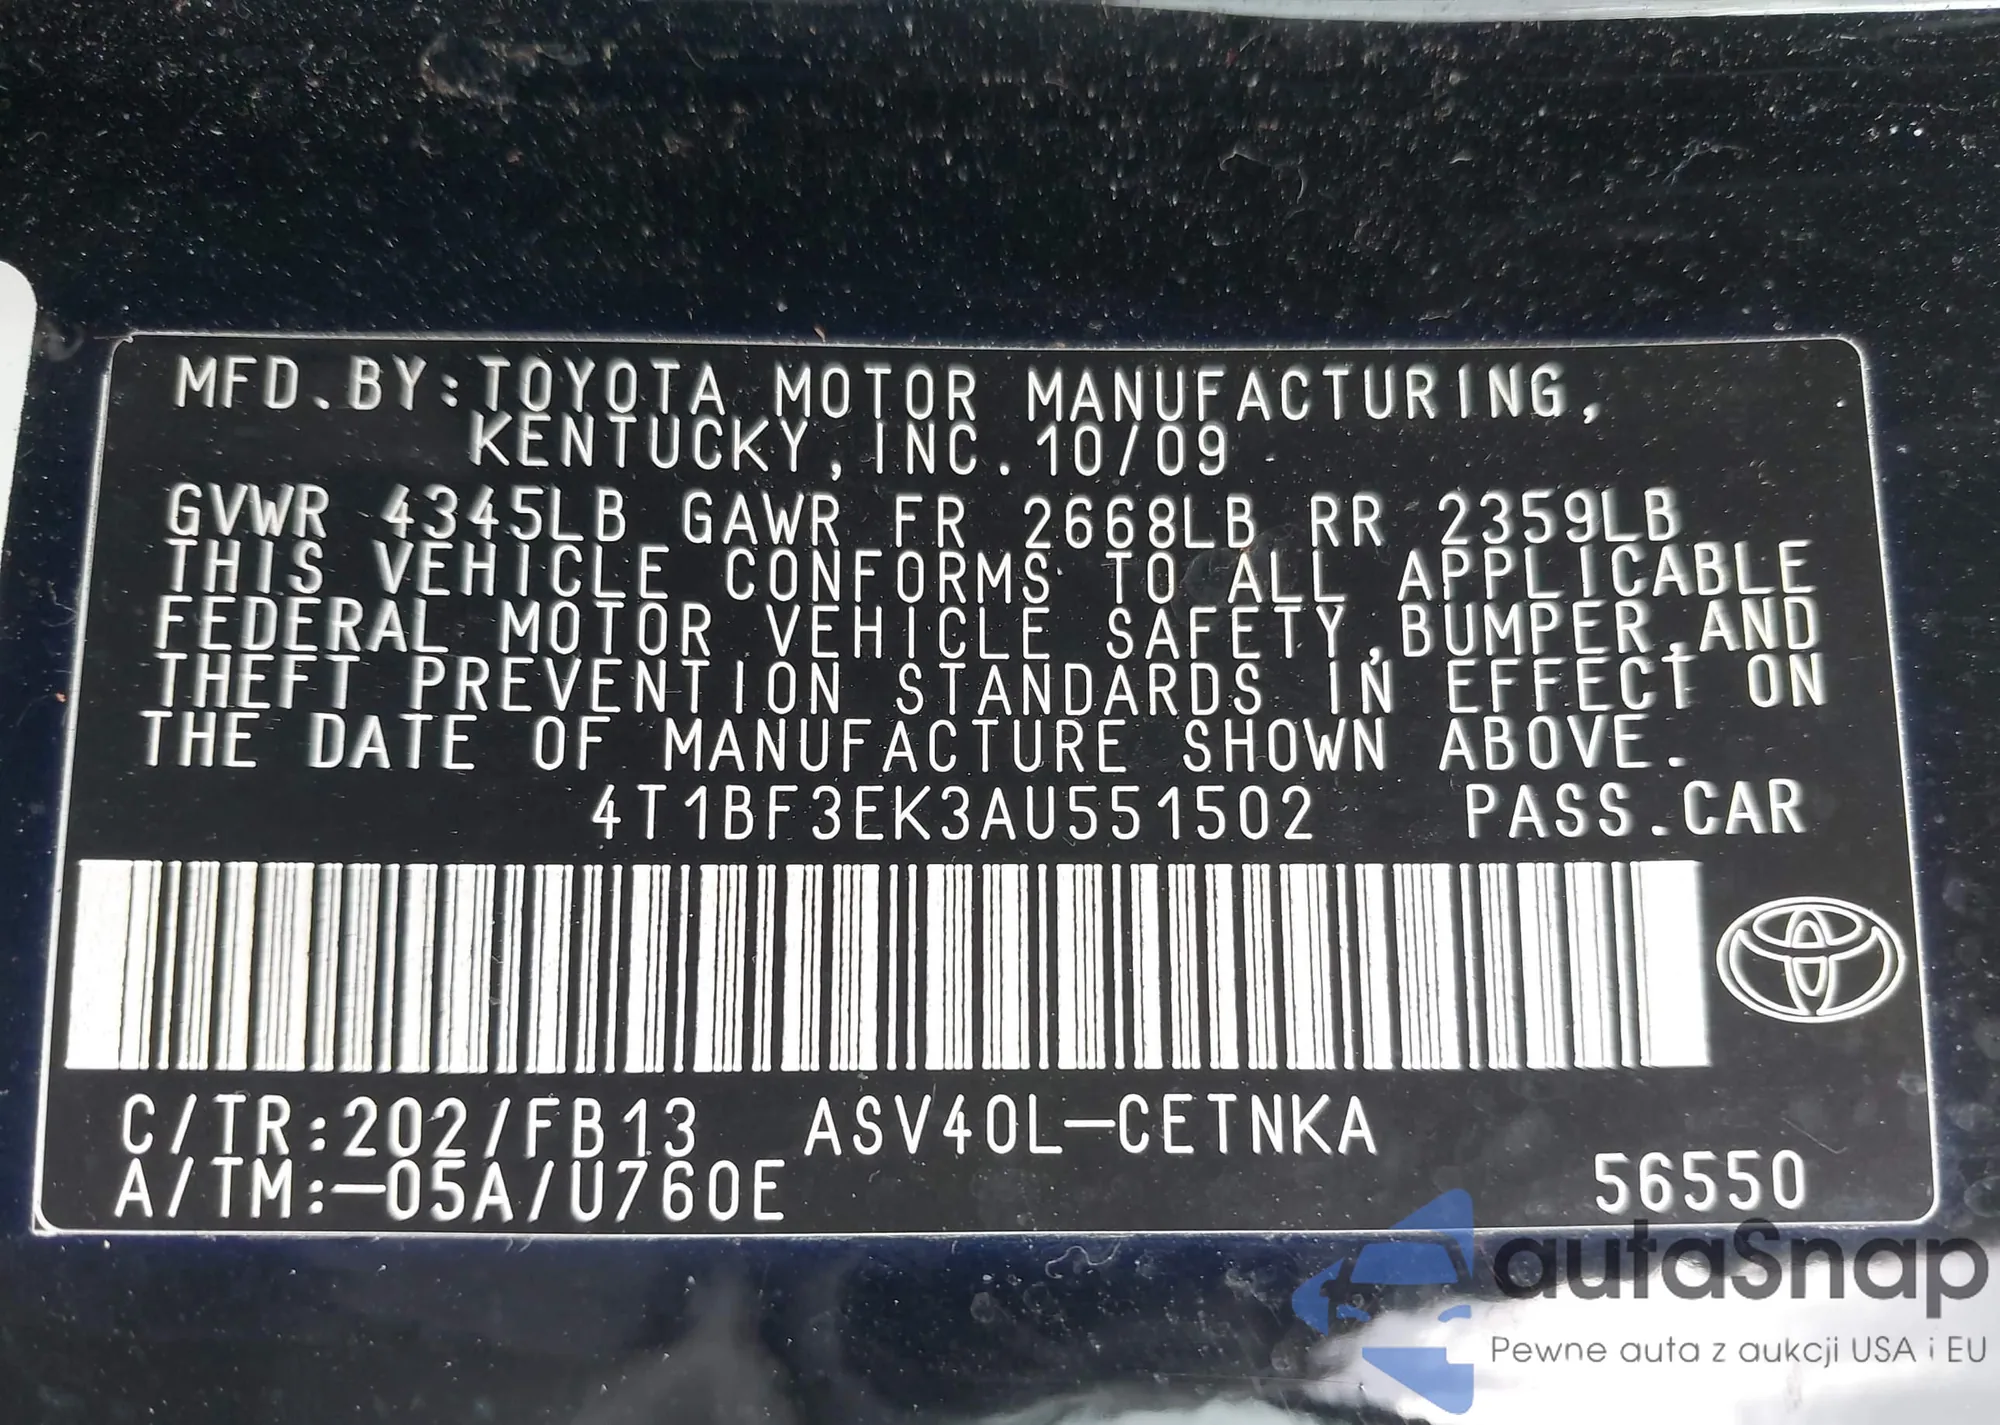 MFD.BY:TOYOTA MOTOR MANUFACTURING,
KENTUCKY,INC.10/09
GVWR 4345LB GAWR FR 2668LB RR 2359LB
THIS VEHICLE CONFORMS TO ALL APPLICABLE
FEDERAL MOTOR VEHICLE SAFETY,BUMPER,AND
THEFT PREVENTION STANDARDS IN EFFECT ON
THE DATE OF MANUFACTURE SHOWN ABOVE.
4T1BF3EK3AU551502 PASS.CAR
C/TR:202/FB13 ASV40L-CETNKA
A/TM:-05A/U760E 56550
autaSnap
Pewne auta z aukcji USA i EU